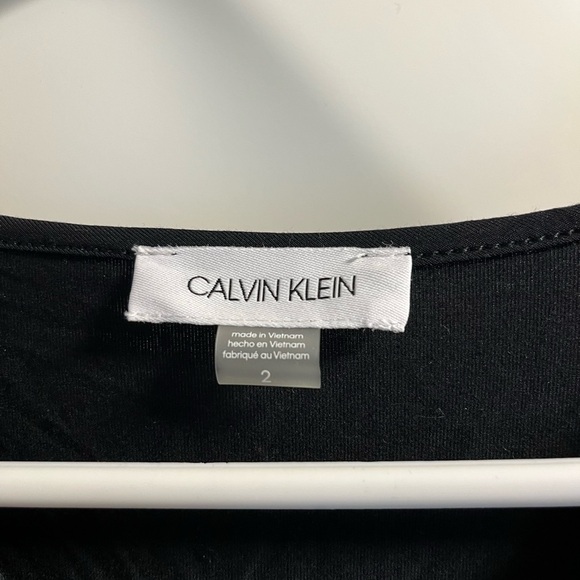 CALVIN KLEIN
made in Vietnam
hecho en Vietnam
fabriqué au Vietnam
2